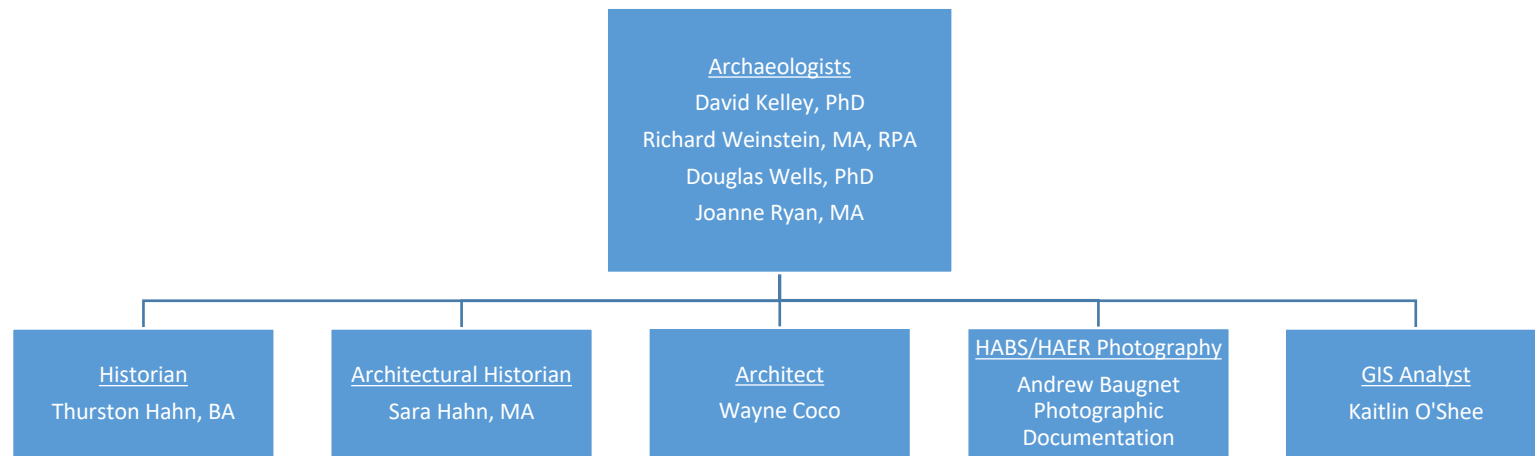 Archaeologists
David Kelley, PhD
Richard Weinstein, MA, RPA
Douglas Wells, PhD
Joanne Ryan, MA
Historian
Thurston Hahn, BA
Architectural Historian
Sara Hahn, MA
Architect
Wayne Coco
HABS/HAER Photography
Andrew Baugnet
Photographic
Documentation
GIS Analyst
Kaitlin O'Shee